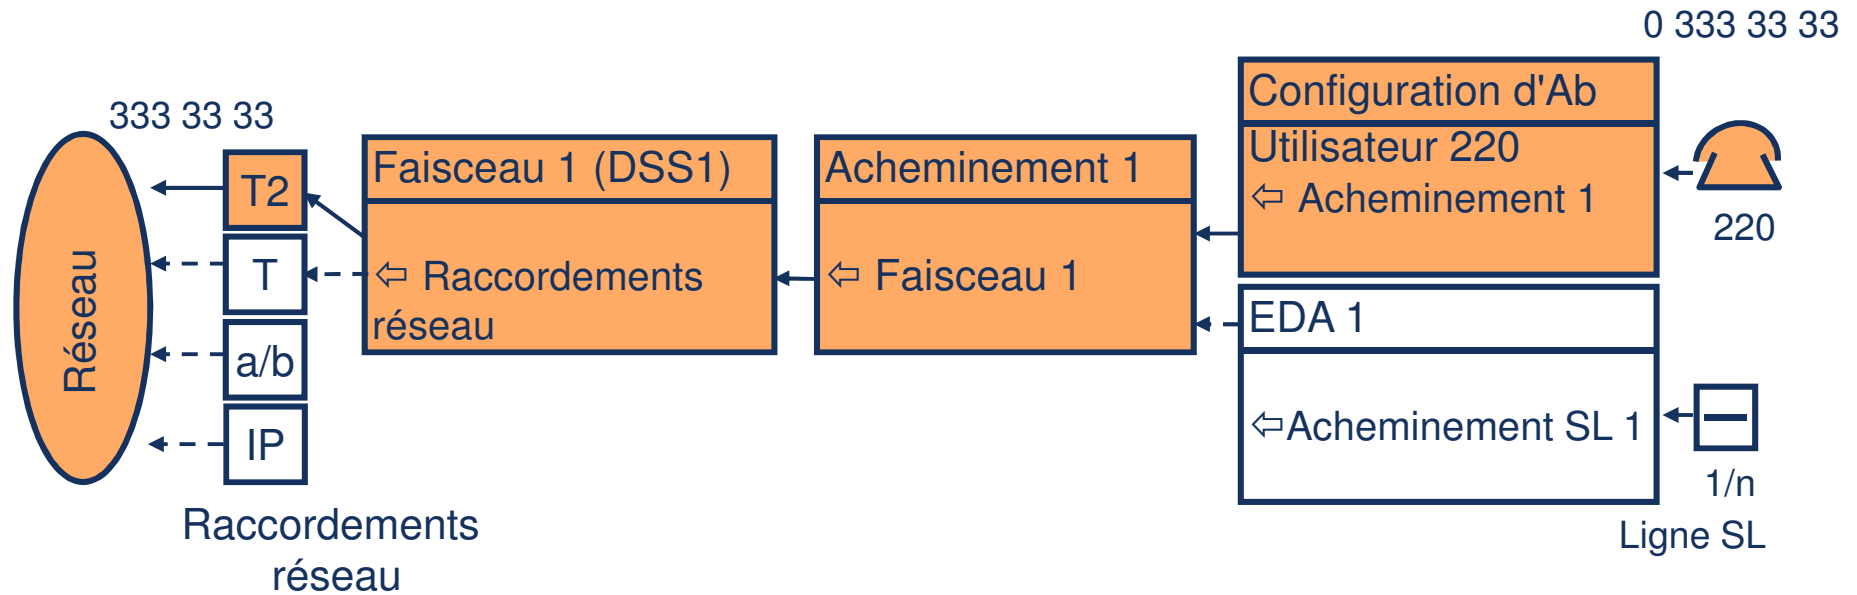 0 333 33 33
333 33 33
Réseau
T2
T
a/b
IP
Raccordements
réseau
Faisceau 1 (DSS1)
⇦ Raccordements
réseau
Acheminement 1
⇦ Faisceau 1
Configuration d'Ab
Utilisateur 220
⇦ Acheminement 1
220
EDA 1
⇦Acheminement SL 1
1/n
Ligne SL